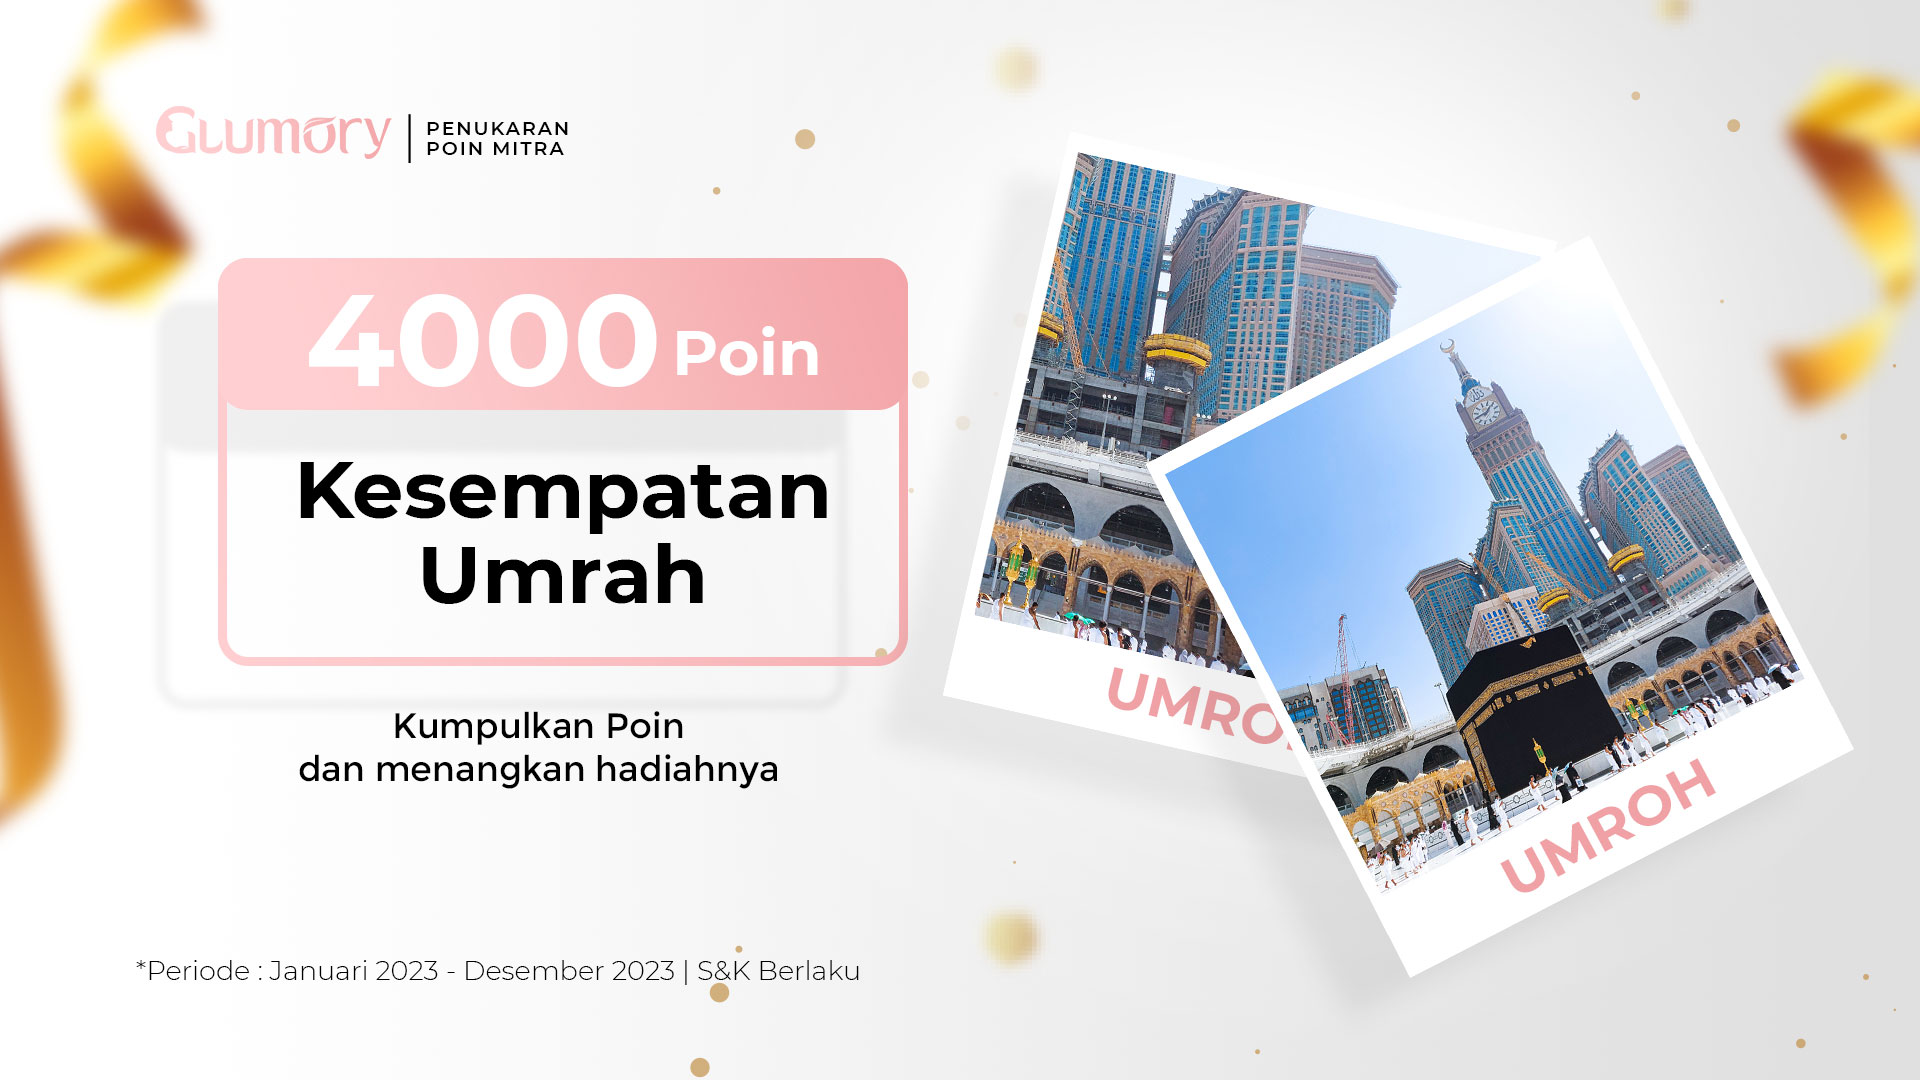 Glumory
PENUKARAN
POIN MITRA
4000 Poin
Kesempatan
Umrah
Kumpulkan Poin
dan menangkan hadiahnya
*Periode : Januari 2023 - Desember 2023 | S&K Berlaku
UMRO
UMROH